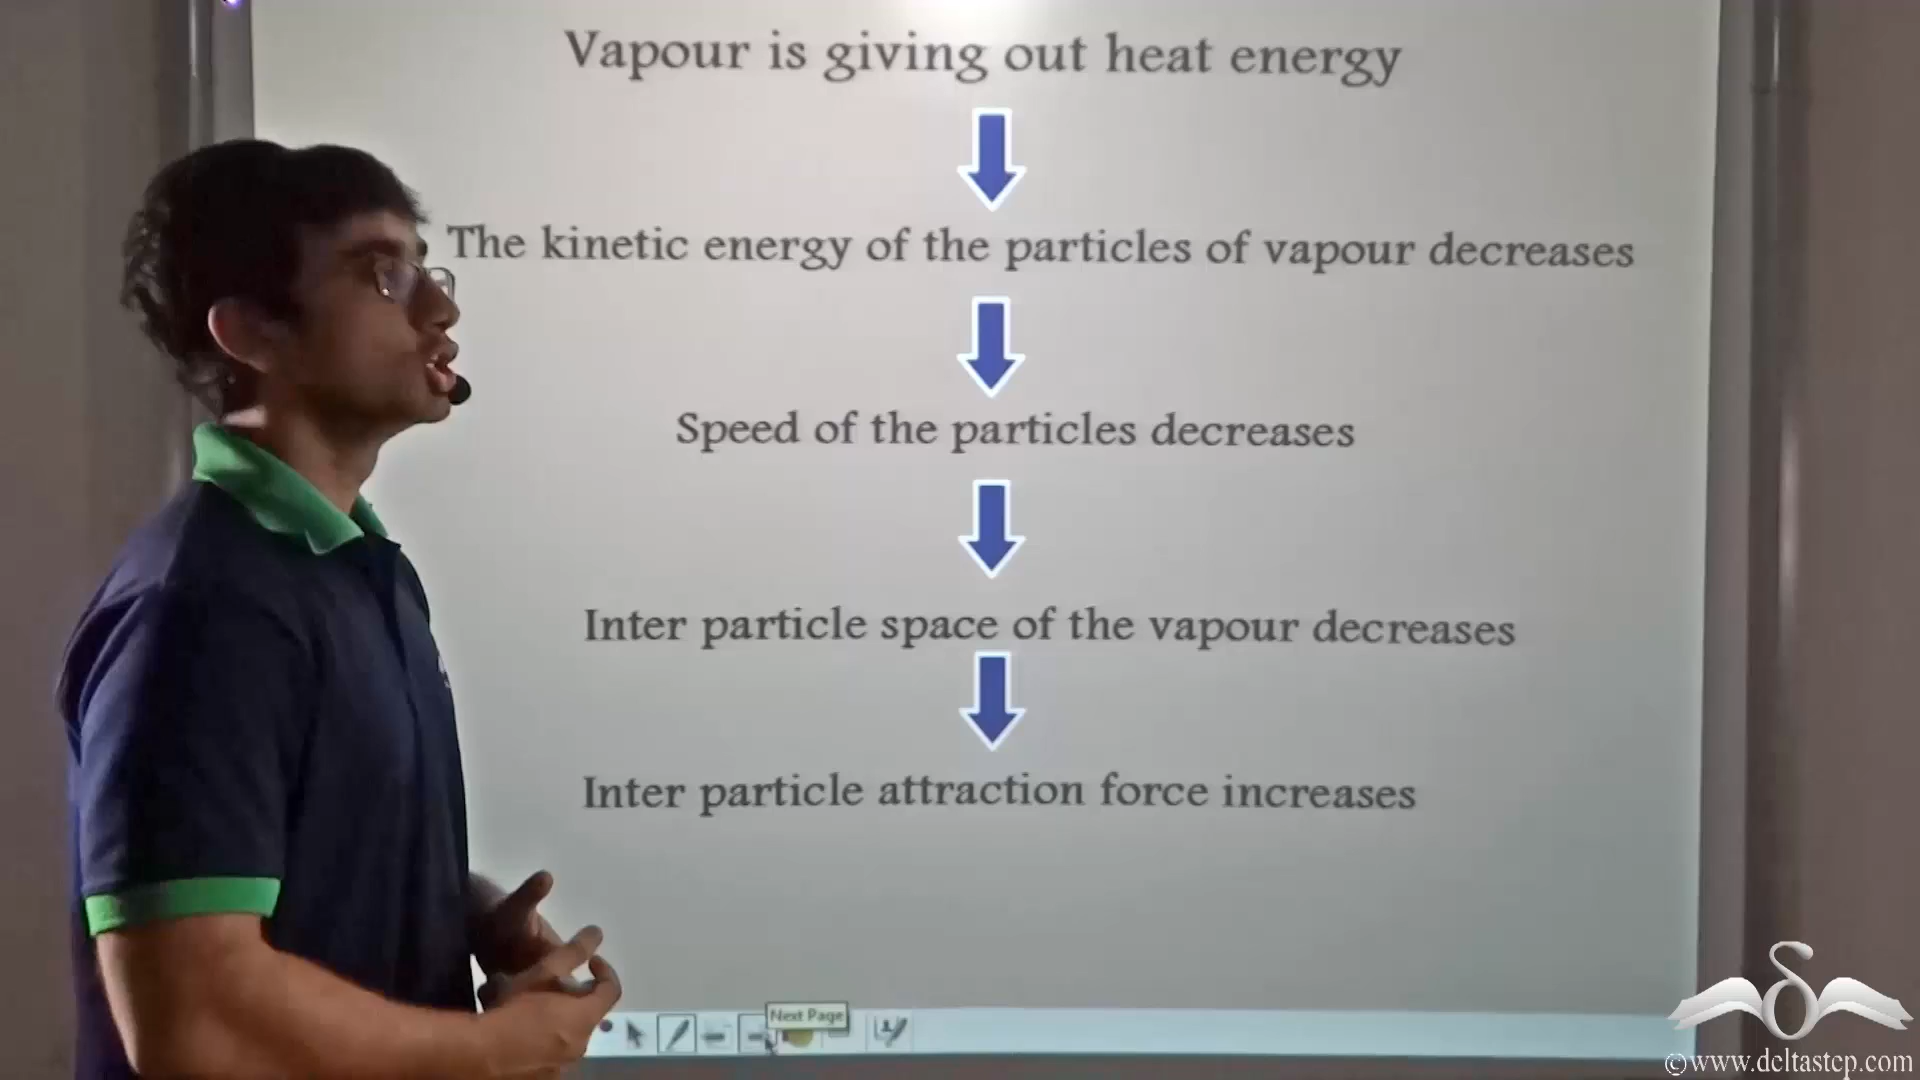 Vapour is giving out heat energy
The kinetic energy of the particles of vapour decreases
Speed of the particles decreases
Inter particle space of the vapour decreases
Inter particle attraction force increases
Next Page
©www.deltastep.com